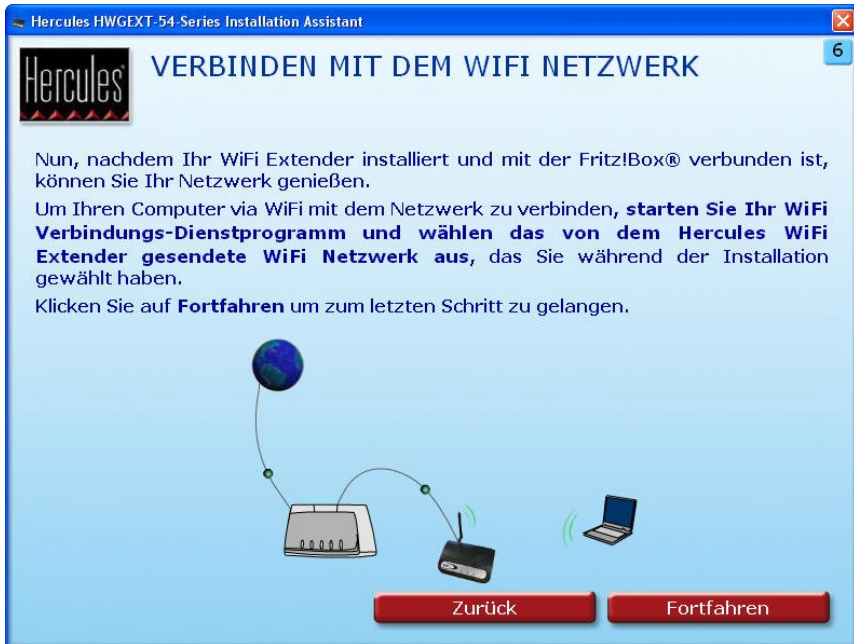 Hercules HWGEXT-54-Series Installation Assistant
Hercules
VERBINDEN MIT DEM WIFI NETZWERK
6
Nun, nachdem Ihr WiFi Extender installiert und mit der Fritz!Box® verbunden ist,
können Sie Ihr Netzwerk genießen.
Um Ihren Computer via WiFi mit dem Netzwerk zu verbinden, starten Sie Ihr WiFi
Verbindungs-Dienstprogramm und wählen das von dem Hercules WiFi
Extender gesendete WiFi Netzwerk aus, das Sie während der Installation
gewählt haben.
Klicken Sie auf Fortfahren um zum letzten Schritt zu gelangen.
Zurück
Fortfahren